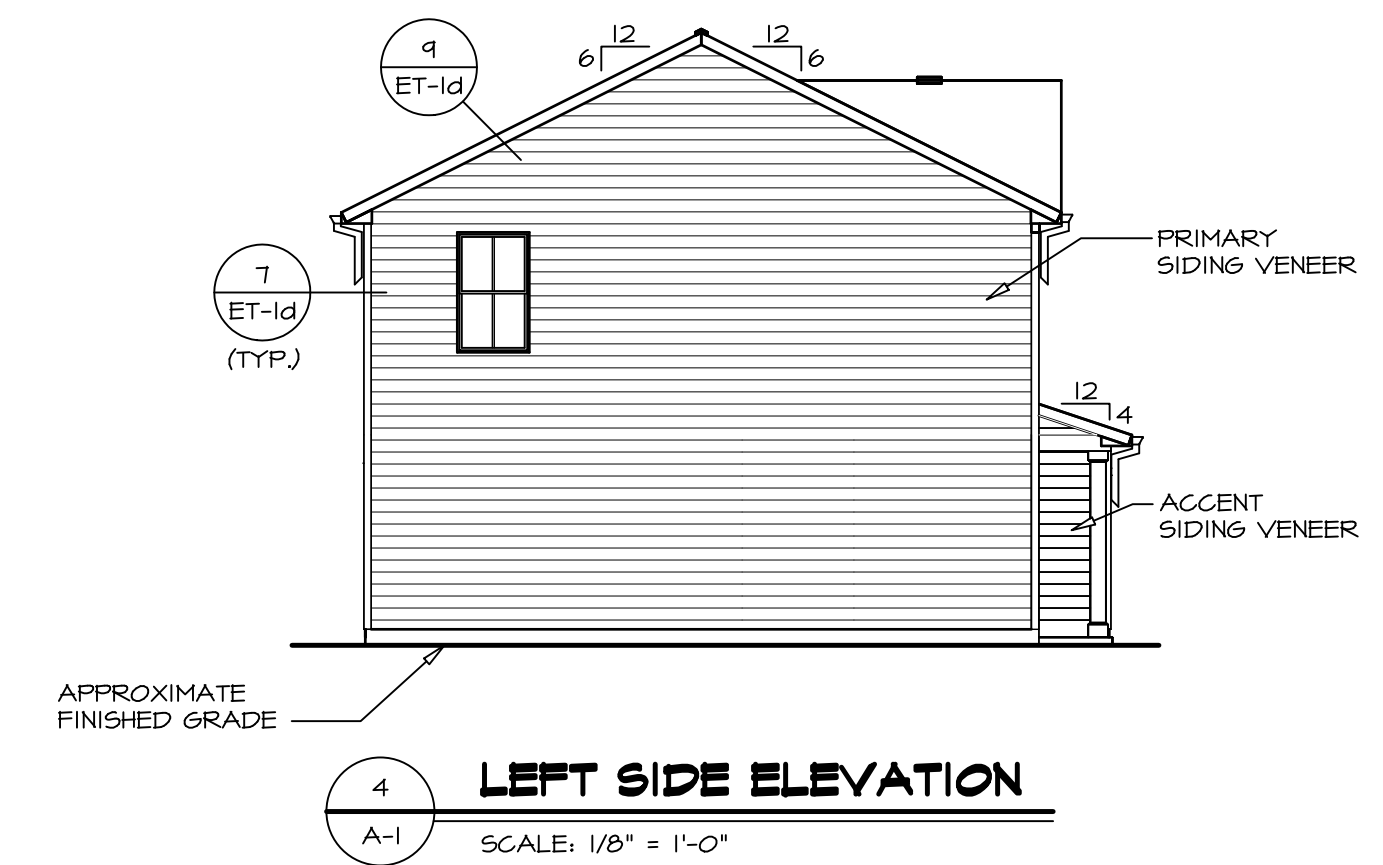 9
ET-1d
12
6
12
6
PRIMARY
SIDING VENEER
7
ET-1d
(TYP.)
12
4
ACCENT
SIDING VENEER
APPROXIMATE
FINISHED GRADE
4
A-1
LEFT SIDE ELEVATION
SCALE: 1/8" = 1'-0"